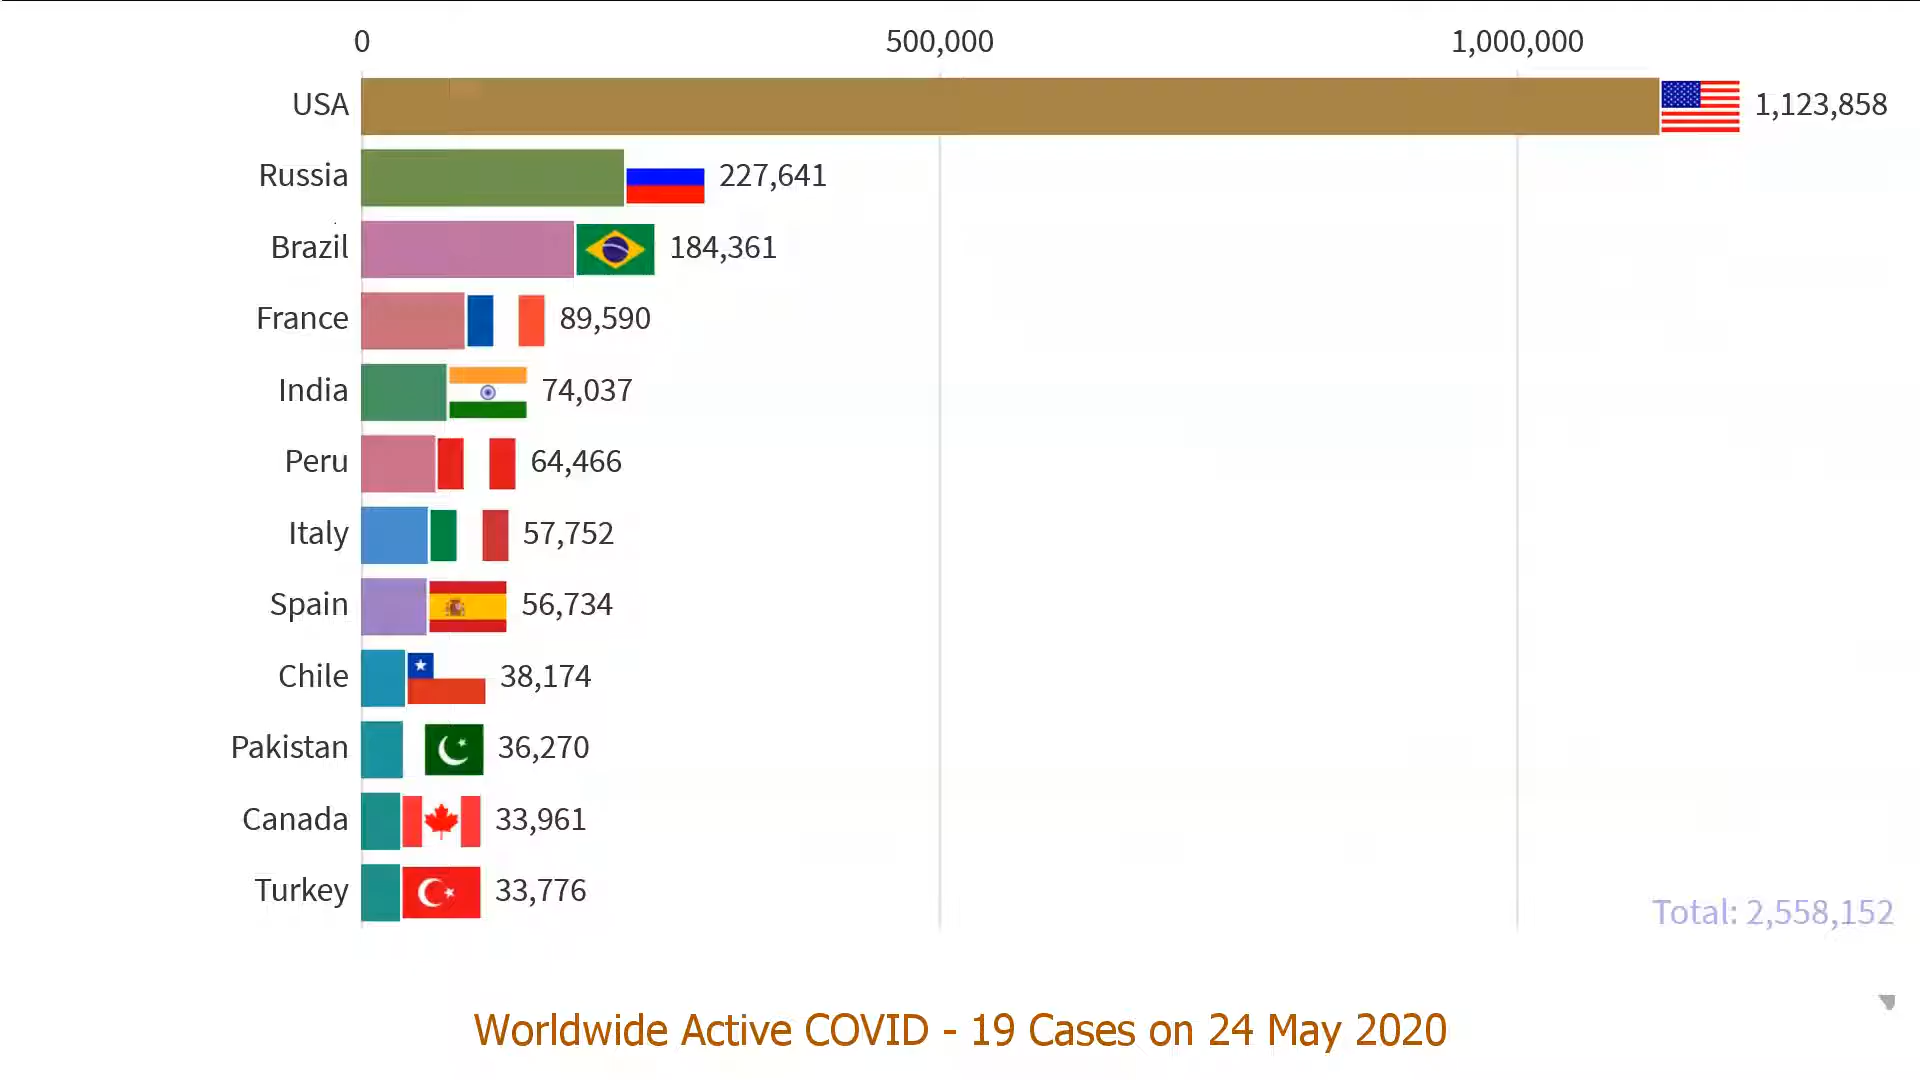 0 500,000 1,000,000
USA 1,123,858
Russia 227,641
Brazil 184,361
France 89,590
India 74,037
Peru 64,466
Italy 57,752
Spain 56,734
Chile 38,174
Pakistan 36,270
Canada 33,961
Turkey 33,776
Total: 2,558,152
Worldwide Active COVID - 19 Cases on 24 May 2020